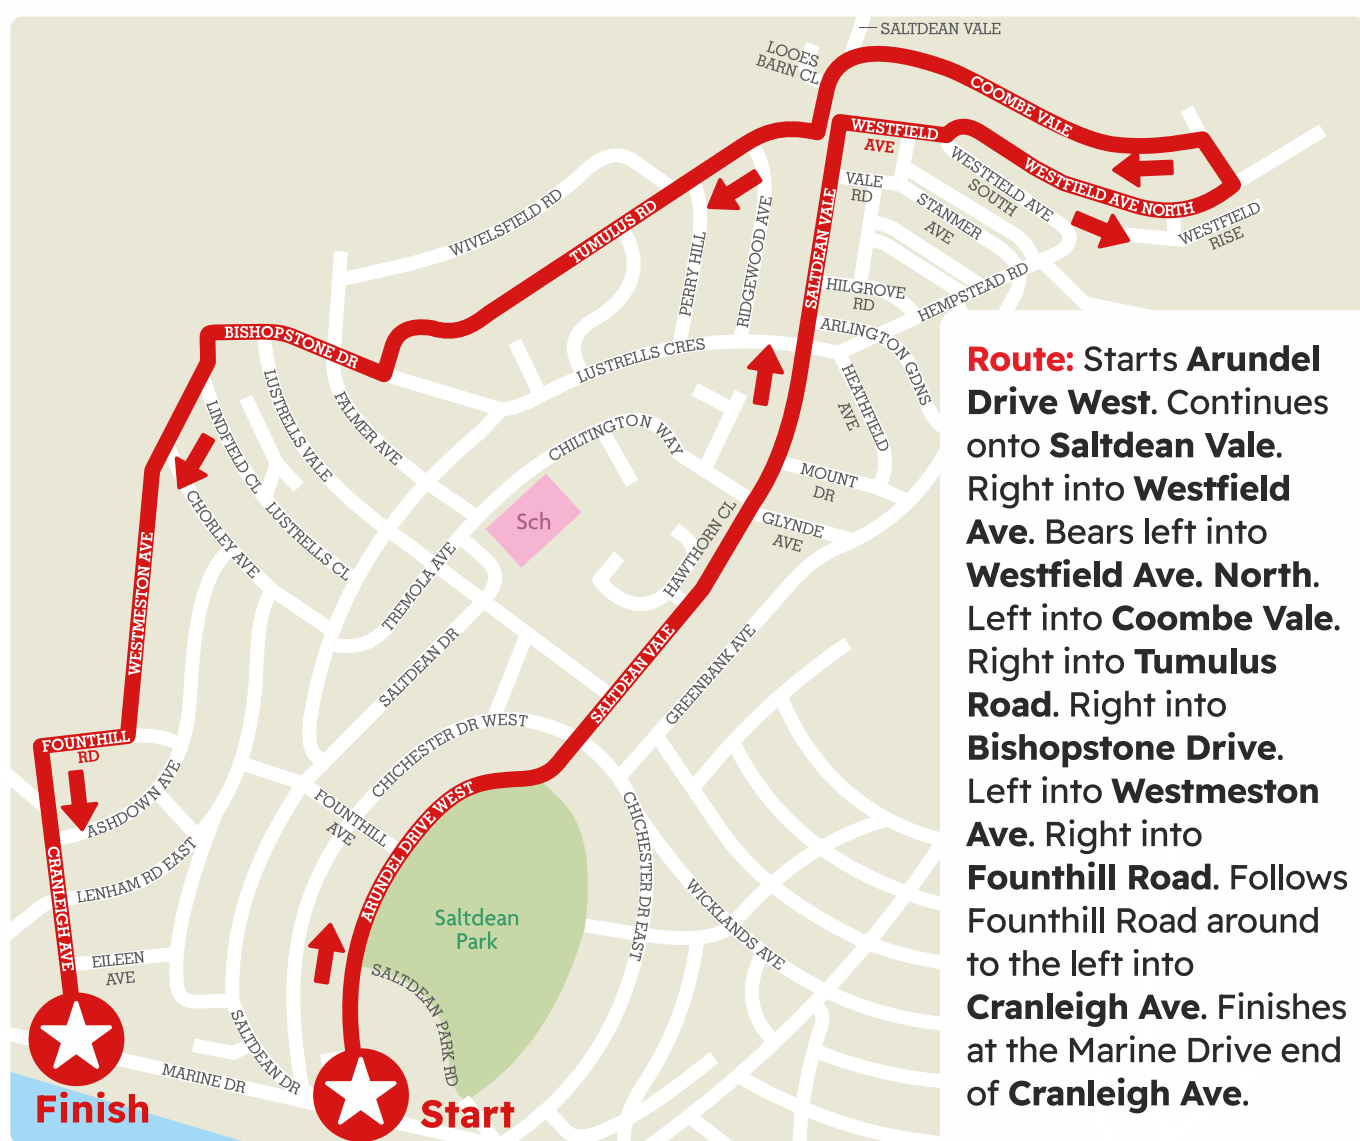 SALTDEAN VALE
LOOES
BARN CL
COOMBE VALE
WESTFIELD
AVE
WESTFIELD AVE NORTH
WESTFIELD AVE
SOUTH
VALE
RD
STANMER
AVE
WESTFIELD
RISE
WIVELSFIELD RD
TUMULUS RD
PERRY HILL
RIDGEWOOD AVE
SALTDEAN VALE
HILGROVE
RD
HEMPSTEAD RD
ARLINGTON GDNS
BISHOPSTONE DR
LUSTRELLS CRES
HEATHFIELD
AVE
LINDFIELD CL
LUSTRELLS VALE
FALMER AVE
CHILTINGTON WAY
MOUNT
DR
Sch
GLYNDE
AVE
HAWTHORN CL
CHORLEY AVE
LUSTRELLS CL
TREMOLA AVE
WESTMESTON AVE
SALTDEAN DR
SALTDEAN VALE
GREENBANK AVE
CHICHESTER DR WEST
FOUNTHILL
RD
ASHDOWN AVE
FOUNTHILL
AVE
ARUNDEL DRIVE WEST
CHICHESTER DR EAST
WICKLANDS AVE
CRANLEIGH AVE
LENHAM RD EAST
Saltdean
Park
EILEEN
AVE
SALTDEAN PARK RD
SALTDEAN DR
MARINE DR
Finish
Start
Route: Starts Arundel
Drive West. Continues
onto Saltdean Vale.
Right into Westfield
Ave. Bears left into
Westfield Ave. North.
Left into Coombe Vale.
Right into Tumulus
Road. Right into
Bishopstone Drive.
Left into Westmeston
Ave. Right into
Founthill Road. Follows
Founthill Road around
to the left into
Cranleigh Ave. Finishes
at the Marine Drive end
of Cranleigh Ave.